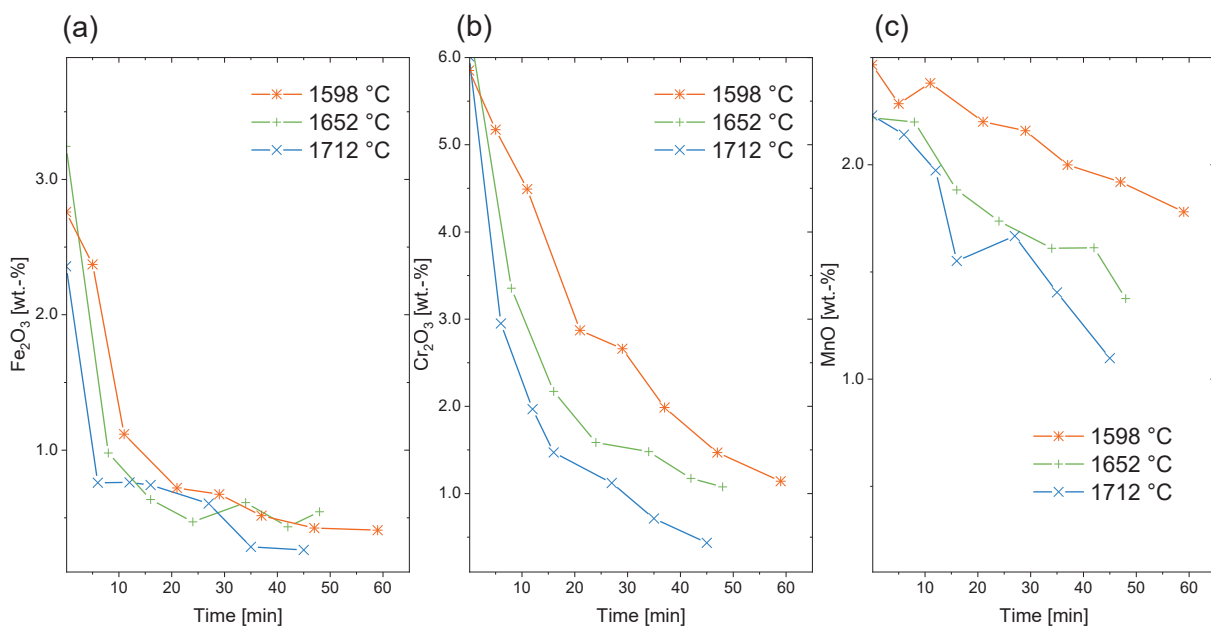 (a)
Fe₂O₃ [wt.-%]
3.0
2.0
1.0
1598 °C
1652 °C
1712 °C
10 20 30 40 50 60
Time [min]
(b)
Cr₂O₃ [wt.-%]
6.0
5.0
4.0
3.0
2.0
1.0
1598 °C
1652 °C
1712 °C
10 20 30 40 50 60
Time [min]
(c)
MnO [wt.-%]
2.0
1.0
1598 °C
1652 °C
1712 °C
10 20 30 40 50 60
Time [min]